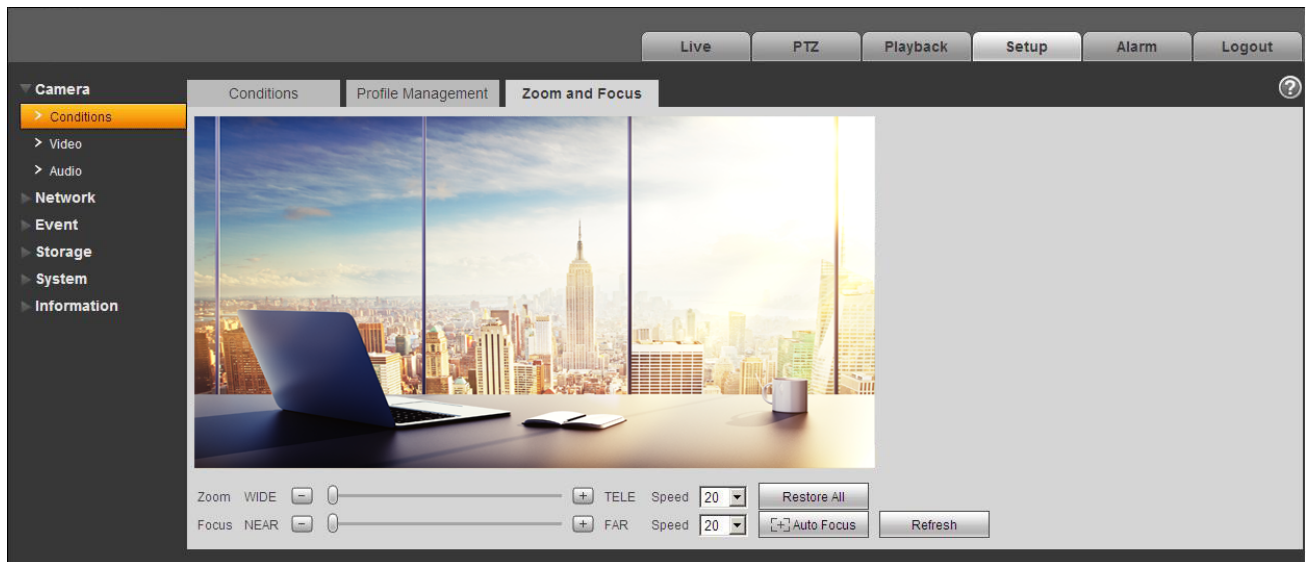 Live PTZ Playback Setup Alarm Logout
Camera
Conditions
Video
Audio
Network
Event
Storage
System
Information
Conditions Profile Management Zoom and Focus
?
Zoom WIDE - + TELE Speed 20 Restore All
Focus NEAR - + FAR Speed 20 [+] Auto Focus Refresh